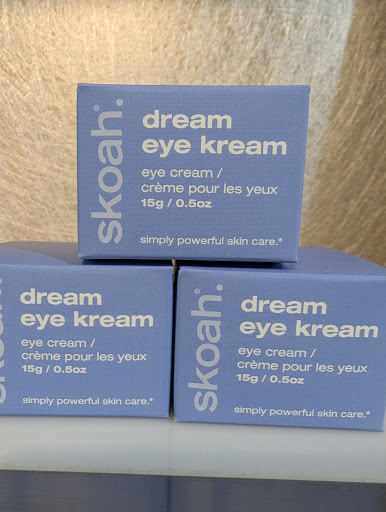 skoah.®
dream
eye kream
eye cream /
crème pour les yeux
15g / 0.5oz
simply powerful skin care.*
dream
eye kream
eye cream /
crème pour les yeux
15g / 0.5oz
simply powerful skin care.*
skoah.
dream
eye kream
eye cream /
crème pour les yeux
15g / 0.5oz
simply powerful skin care.*